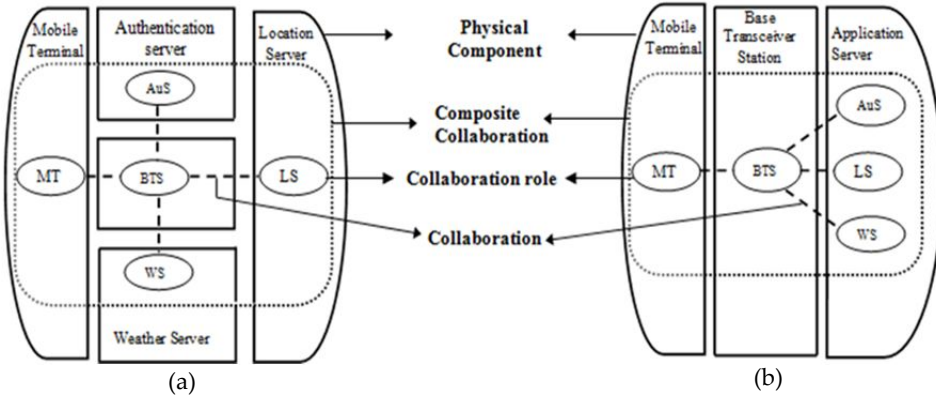 Mobile
Terminal
Authentication
server
Location
Server
AuS
MT
BTS
LS
WS
Weather Server
(a)
Physical
Component
Composite
Collaboration
Collaboration role
Collaboration
Mobile
Terminal
Base
Transceiver
Station
Application
Server
AuS
MT
BTS
LS
WS
(b)